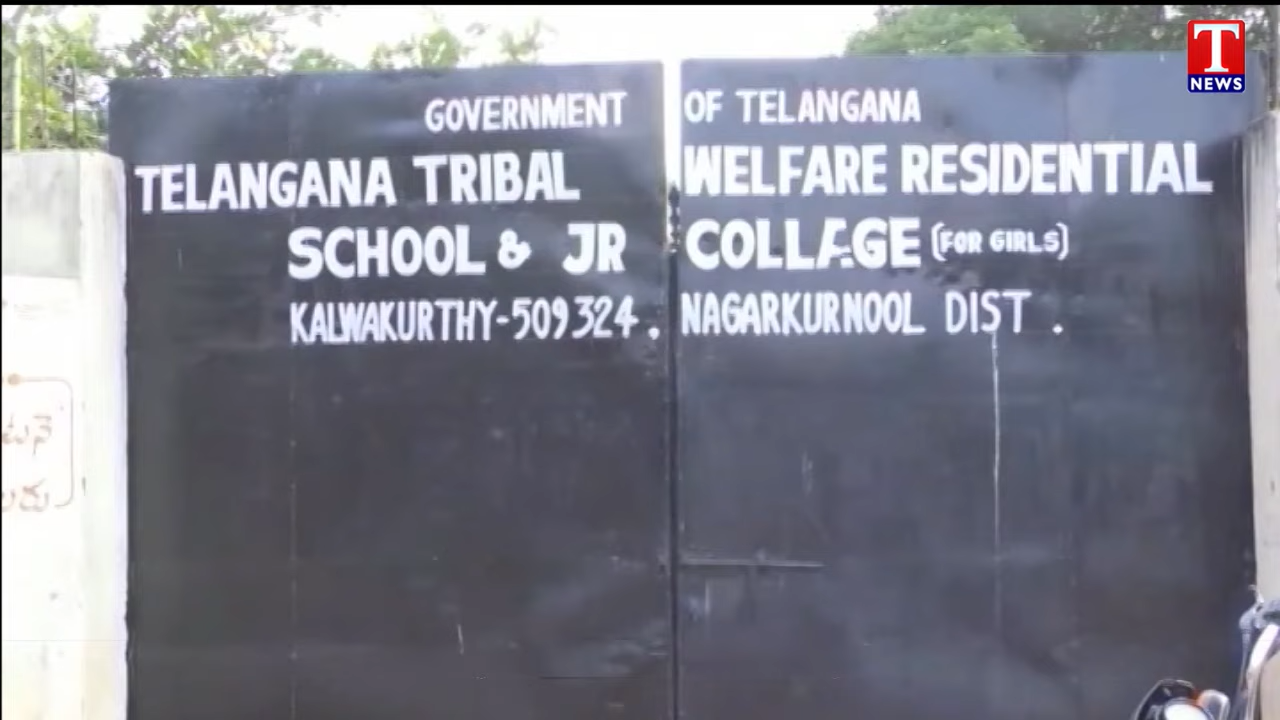 T
NEWS
GOVERNMENT OF TELANGANA
TELANGANA TRIBAL WELFARE RESIDENTIAL
SCHOOL & JR COLLAGE (FOR GIRLS)
KALWAKURTHY-509324, NAGARKURNOOL DIST.